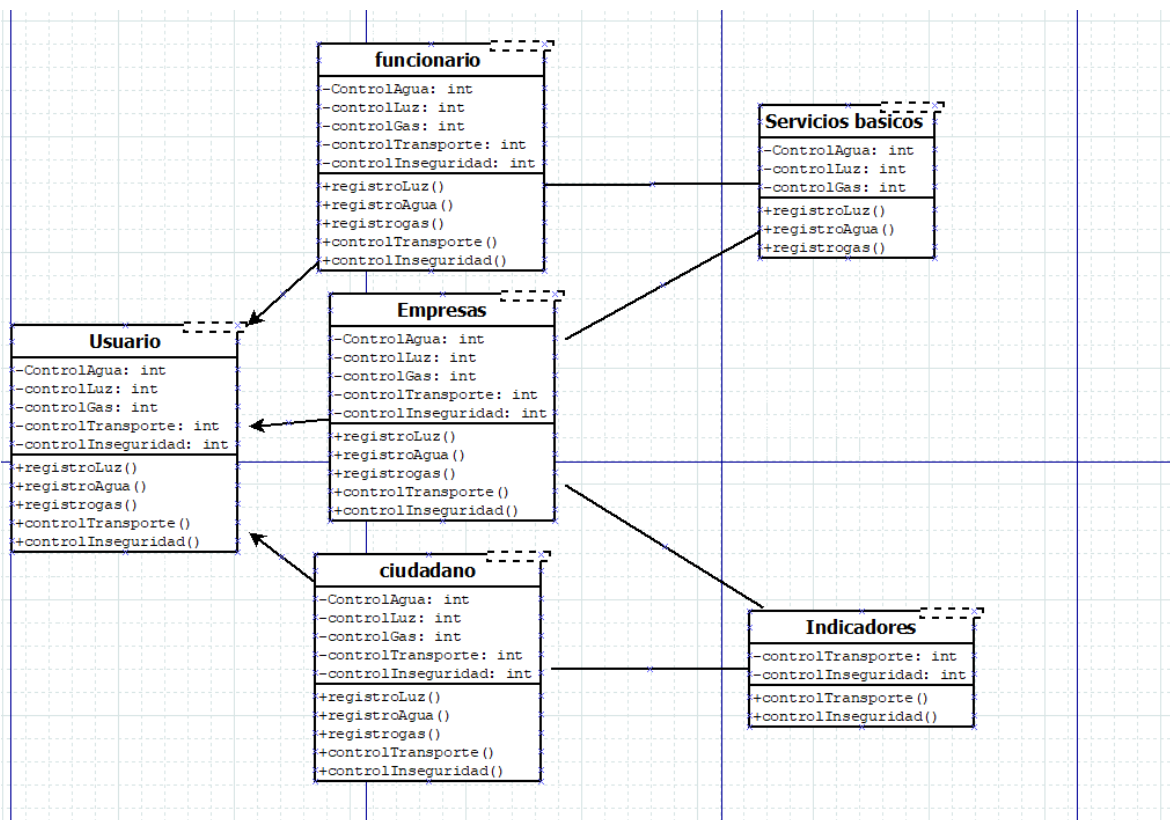 funcionario
-ControlAgua: int
-controlLuz: int
-controlGas: int
-controlTransporte: int
-controlInseguridad: int
+registroLuz()
+registroAgua()
+registrogas()
+controlTransporte()
+controlInseguridad()
Servicios basicos
-ControlAgua: int
-controlLuz: int
-controlGas: int
+registroLuz()
+registroAgua()
+registrogas()
Empresas
-ControlAgua: int
-controlLuz: int
-controlGas: int
-controlTransporte: int
-controlInseguridad: int
+registroLuz()
+registroAgua()
+registrogas()
+controlTransporte()
+controlInseguridad()
Usuario
-ControlAgua: int
-controlLuz: int
-controlGas: int
-controlTransporte: int
-controlInseguridad: int
+registroLuz()
+registroAgua()
+registrogas()
+controlTransporte()
+controlInseguridad()
ciudadano
-ControlAgua: int
-controlLuz: int
-controlGas: int
-controlTransporte: int
-controlInseguridad: int
+registroLuz()
+registroAgua()
+registrogas()
+controlTransporte()
+controlInseguridad()
Indicadores
-controlTransporte: int
-controlInseguridad: int
+controlTransporte()
+controlInseguridad()